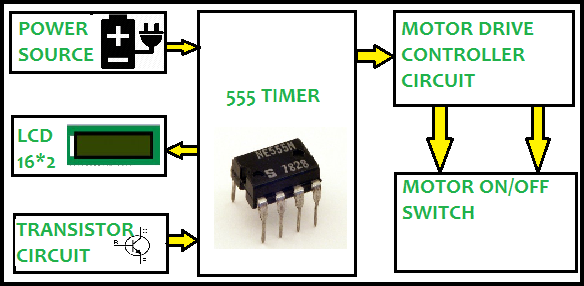 POWER
SOURCE
LCD
16*2
TRANSISTOR
CIRCUIT
555 TIMER
NE555N
S 7828
MOTOR DRIVE
CONTROLLER
CIRCUIT
MOTOR ON/OFF
SWITCH